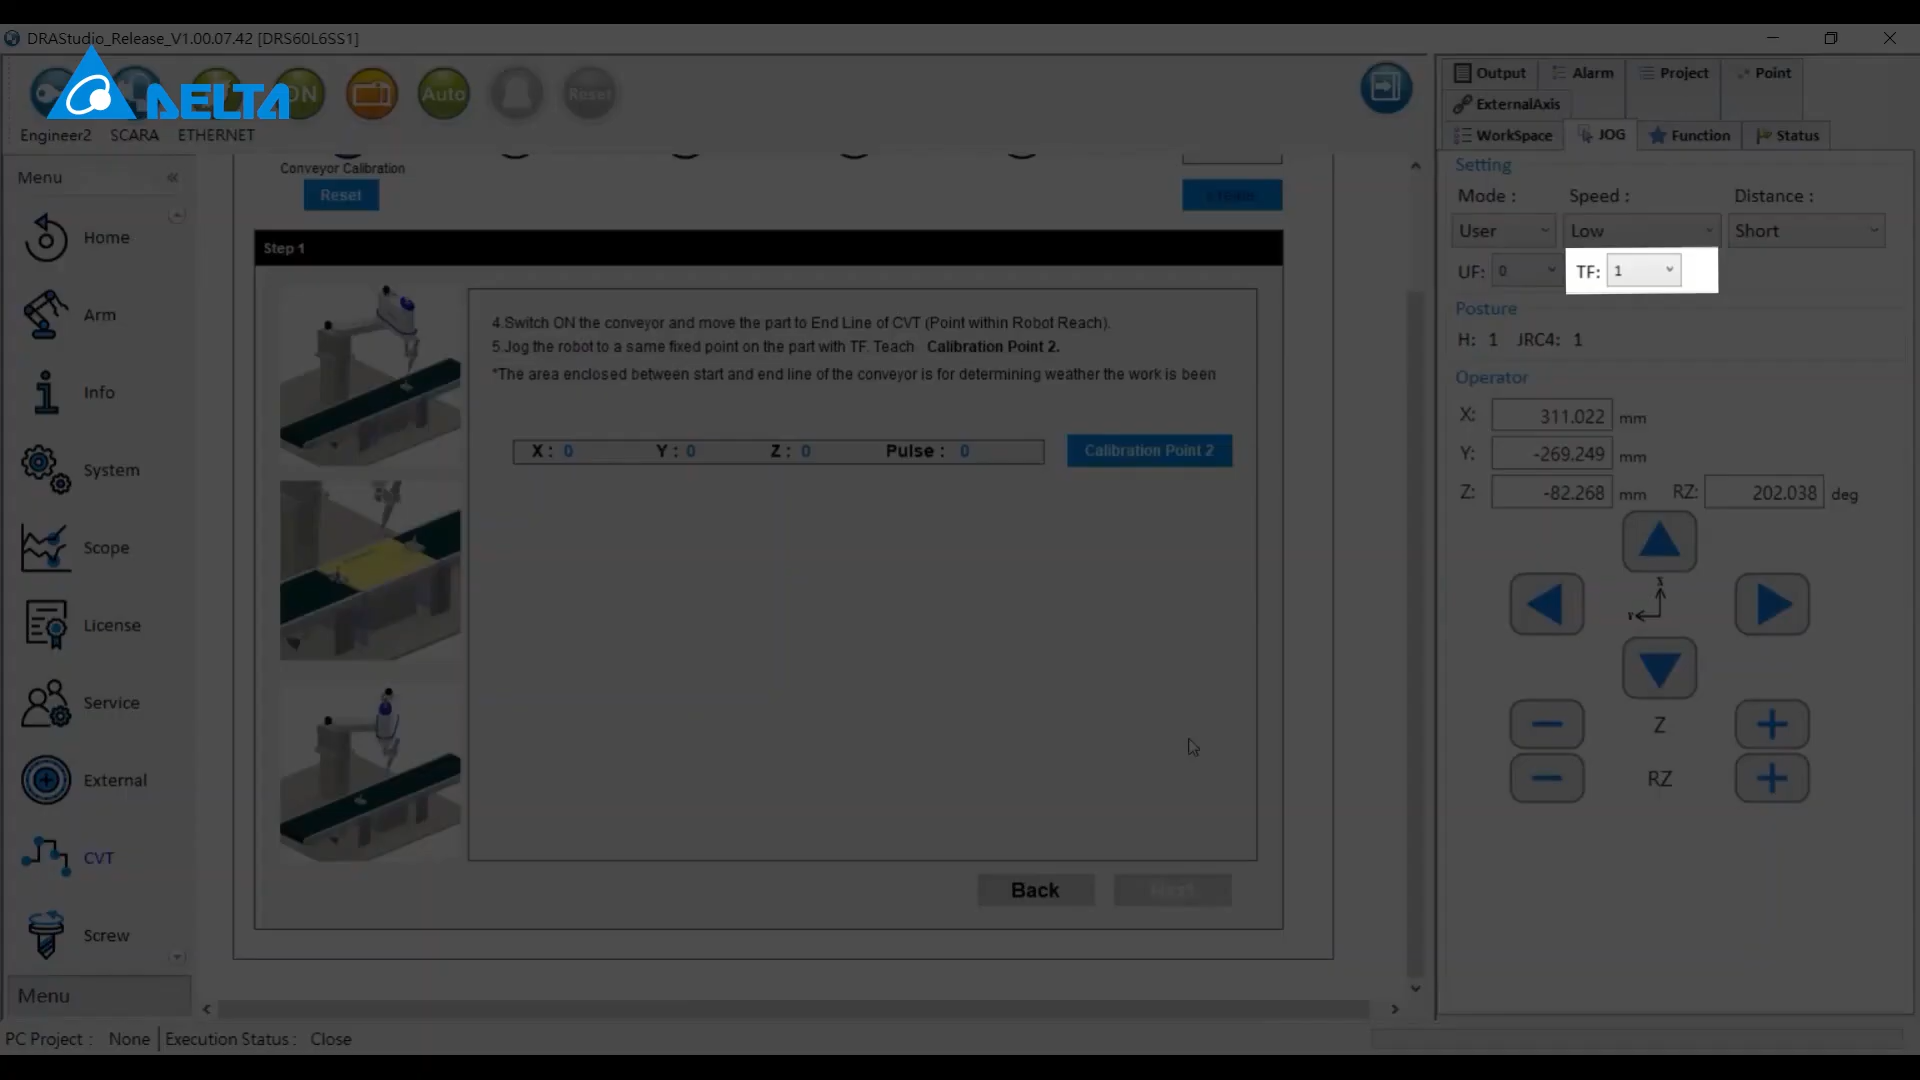 DRAStudio_Release_V1.00.07.42 [DRS60L6SS1]
DELTA
ON
Auto
Reset
Engineer2 SCARA ETHERNET
Output Alarm Project Point
ExternalAxis
WorkSpace JOG Function Status
Menu
Home
Arm
Info
System
Scope
License
Service
External
CVT
Screw
Menu
Conveyor Calibration
Reset
Step 1
4.Switch ON the conveyor and move the part to End Line of CVT (Point within Robot Reach).
5.Jog the robot to a same fixed point on the part with TF. Teach Calibration Point 2.
*The area enclosed between start and end line of the conveyor is for determining weather the work is been
X : 0 Y : 0 Z : 0 Pulse : 0
Calibration Point 2
Back Next
Setting
Mode : Speed : Distance :
User Low Short
UF: 0 TF: 1
Posture
H: 1 JRC4: 1
Operator
X: 311.022 mm
Y: -269.249 mm
Z: -82.268 mm RZ: 202.038 deg
X
Y
Z
RZ
PC Project : None Execution Status : Close